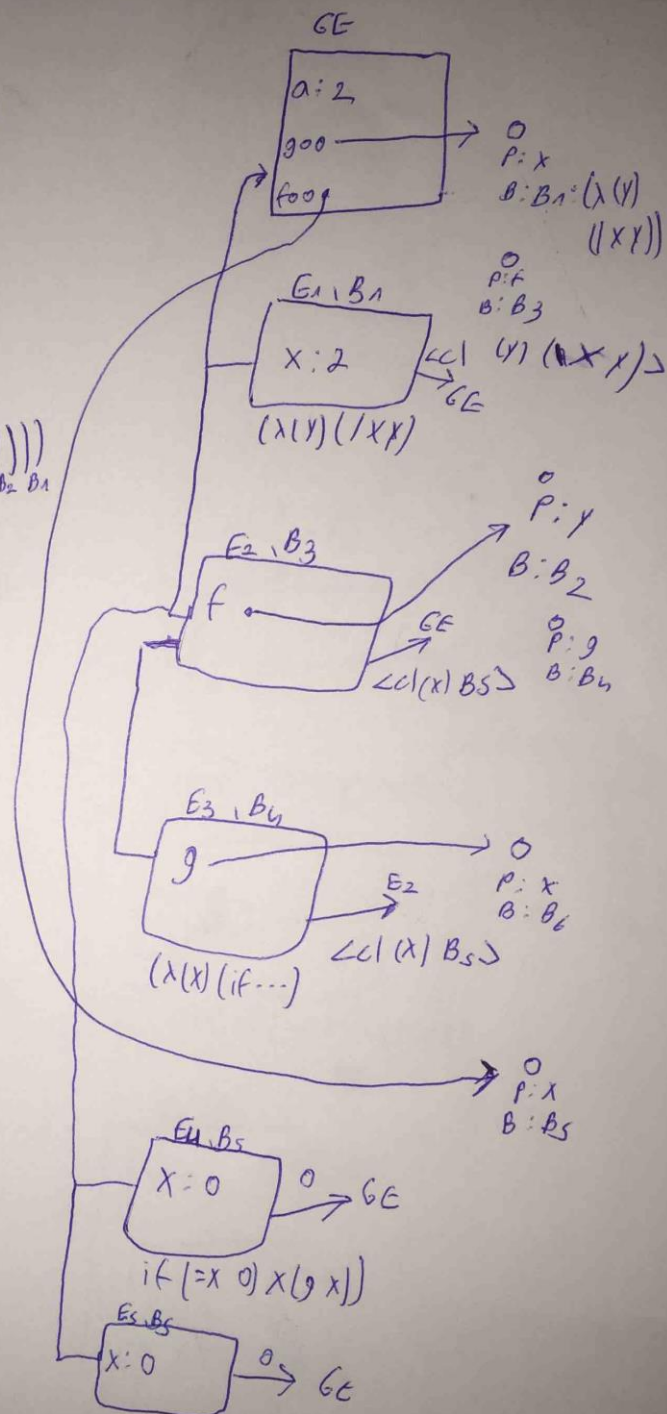 GE
a : 2
goo
P: x
B: B1: (λ(y)
foo
(/ x y))
P: f
B: B3
E1, B1
x : 2
<cl (y) (/ x y)>
GE
(λ(y)(/ x y)
)))
B2 B1
P: y
B: B2
E2, B3
f
GE
P: g
B: B4
<cl (x) B5>
E3, B4
g
P: x
B: B6
E2
<cl (x) B5>
(λ(x) (if ...)
P: x
B: B5
E4, B5
x : 0
0
GE
if (= x 0) x (g x))
E5, B5
x : 0
0
GE